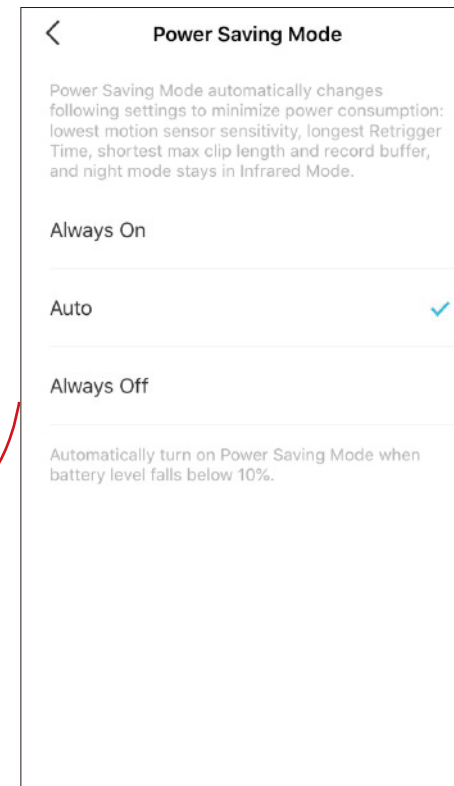 Power Saving Mode
Power Saving Mode automatically changes
following settings to minimize power consumption:
lowest motion sensor sensitivity, longest Retrigger
Time, shortest max clip length and record buffer,
and night mode stays in Infrared Mode.
Always On
Auto
Always Off
Automatically turn on Power Saving Mode when
battery level falls below 10%.